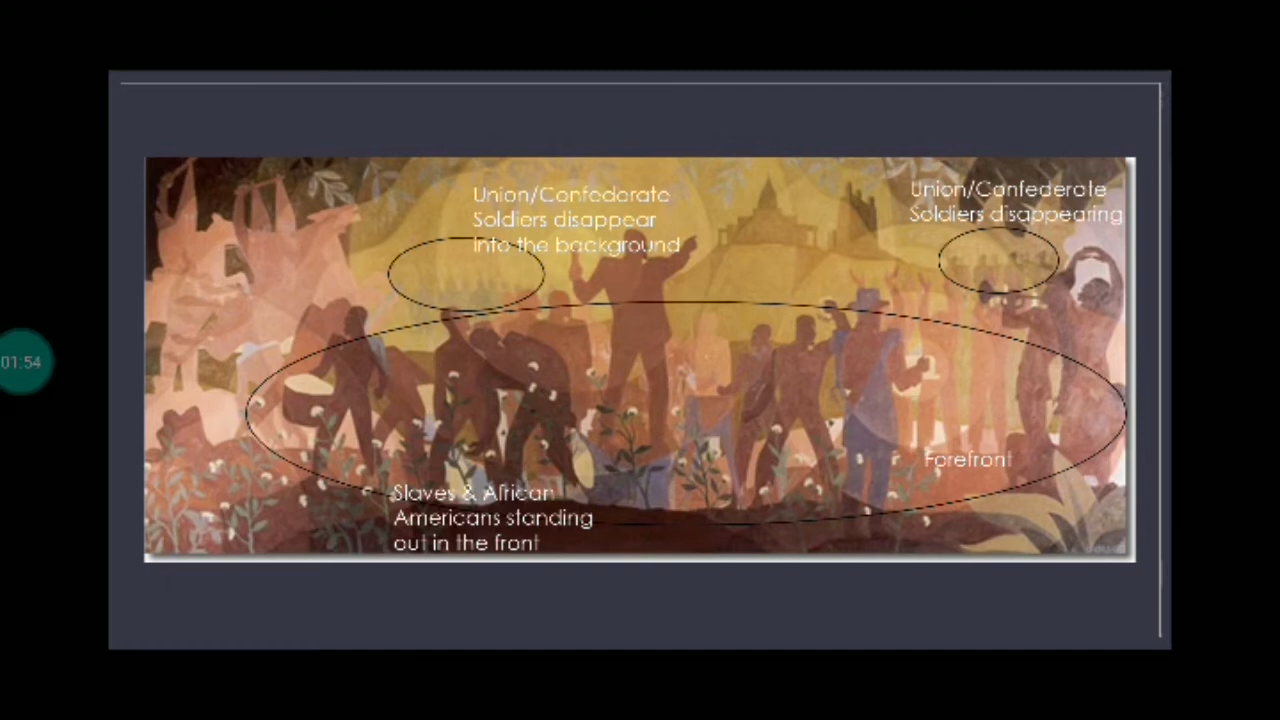 01:54
Union/Confederate
Soldiers disappear
into the background
Union/Confederate
Soldiers disappearing
Forefront
Slaves & African
Americans standing
out in the front